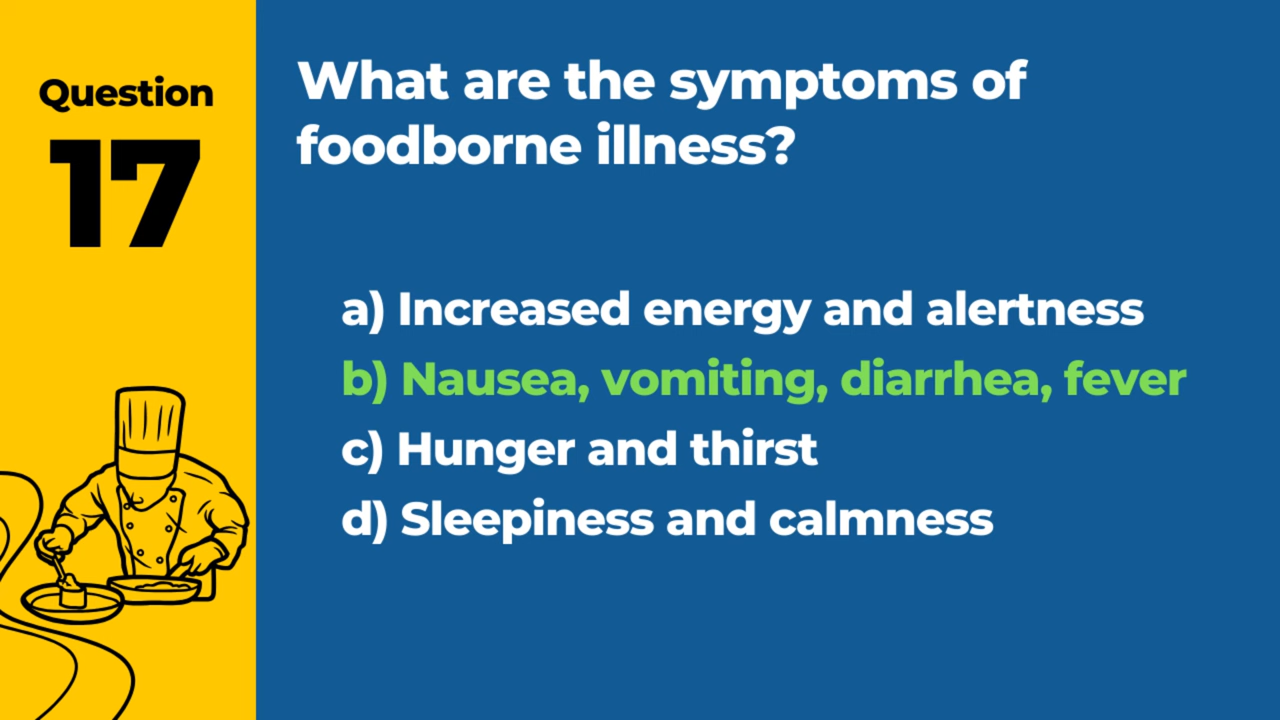 Question
17
What are the symptoms of
foodborne illness?
a) Increased energy and alertness
b) Nausea, vomiting, diarrhea, fever
c) Hunger and thirst
d) Sleepiness and calmness